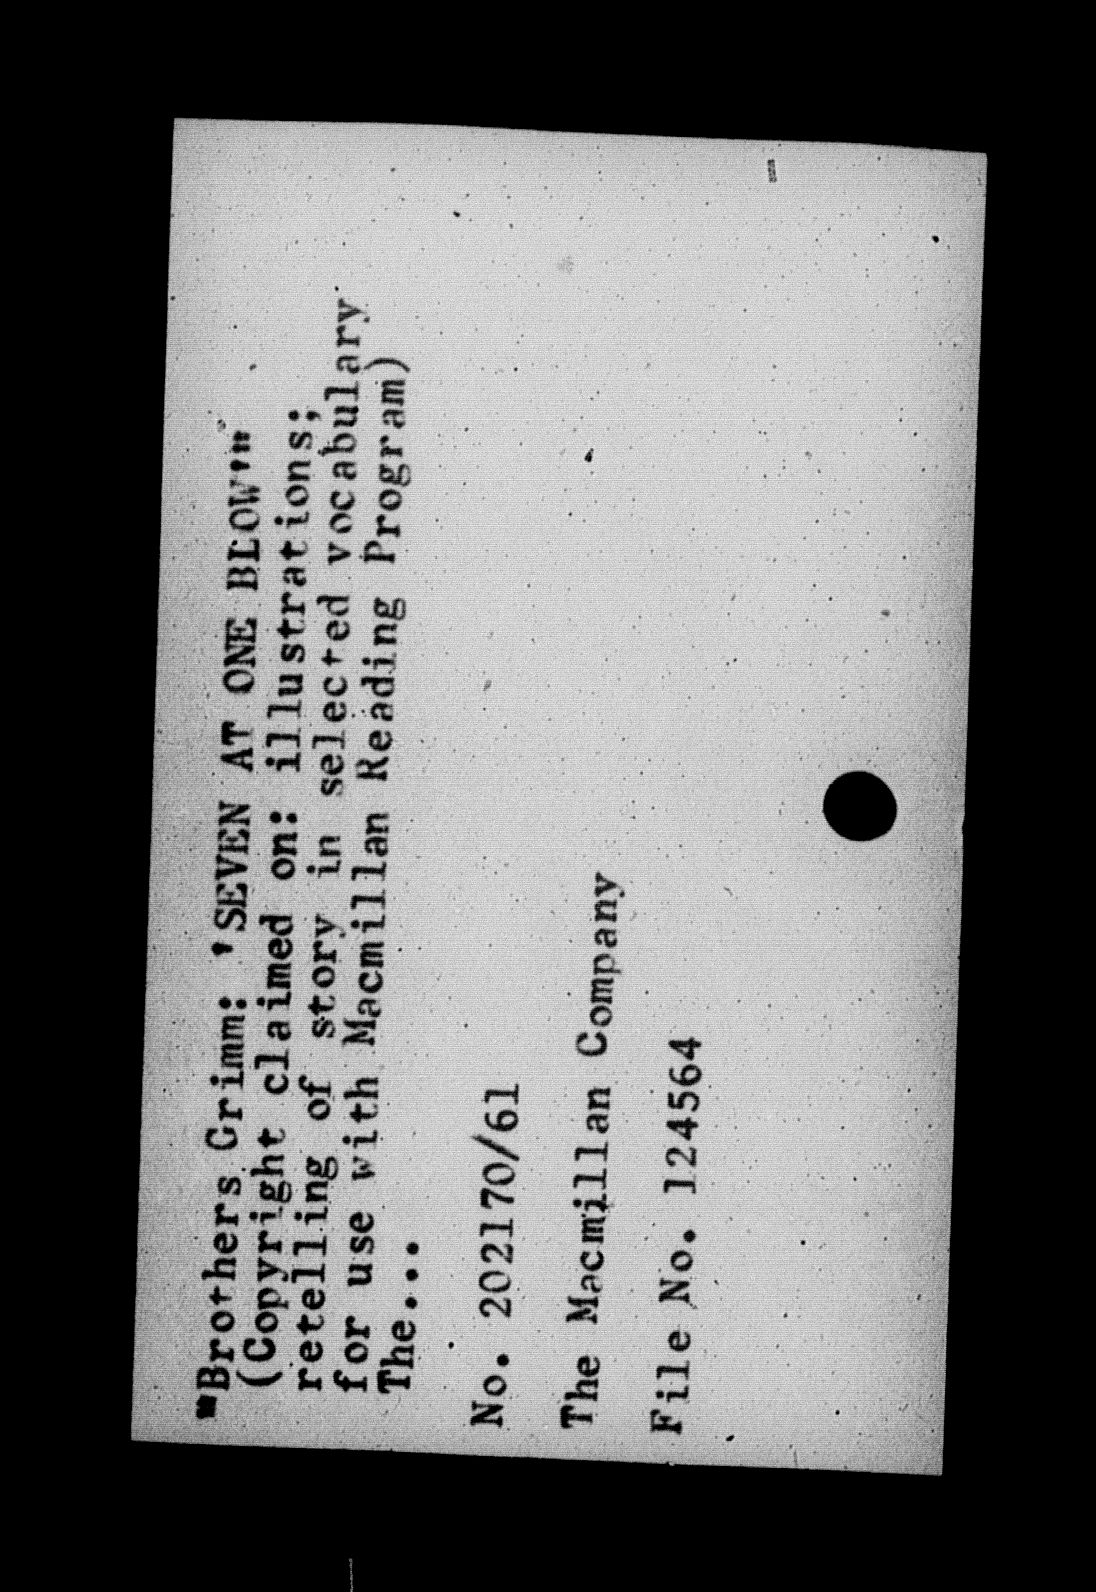 "Brothers Grimm: 'SEVEN AT ONE BLOW'"
(Copyright claimed on: illustrations;
retelling of story in selected vocabulary
for use with Macmillan Reading Program)
The...
No. 202170/61
The Macmillan Company
File No. 124564